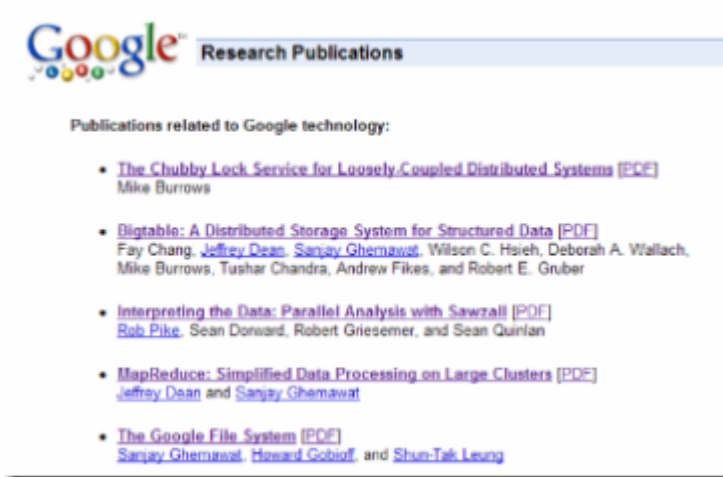 Google™ Research Publications
Publications related to Google technology:
• The Chubby Lock Service for Loosely-Coupled Distributed Systems [PDF]
Mike Burrows
• Bigtable: A Distributed Storage System for Structured Data [PDF]
Fay Chang, Jeffrey Dean, Sanjay Ghemawat, Wilson C. Hsieh, Deborah A. Wallach,
Mike Burrows, Tushar Chandra, Andrew Fikes, and Robert E. Gruber
• Interpreting the Data: Parallel Analysis with Sawzall [PDF]
Rob Pike, Sean Dorward, Robert Griesemer, and Sean Quinlan
• MapReduce: Simplified Data Processing on Large Clusters [PDF]
Jeffrey Dean and Sanjay Ghemawat
• The Google File System [PDF]
Sanjay Ghemawat, Howard Gobioff, and Shun-Tak Leung